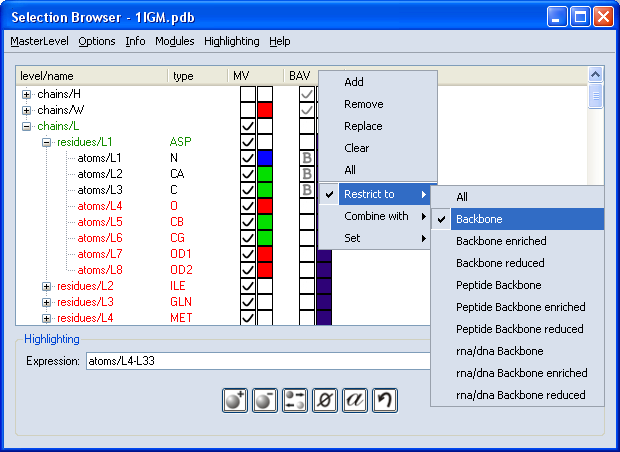 Selection Browser - 1IGM.pdb
MasterLevel Options Info Modules Highlighting Help
level/name type MV BAV
chains/H
chains/W
chains/L
residues/L1 ASP
atoms/L1 N B
atoms/L2 CA B
atoms/L3 C B
atoms/L4 O
atoms/L5 CB
atoms/L6 CG
atoms/L7 OD1
atoms/L8 OD2
residues/L2 ILE
residues/L3 GLN
residues/L4 MET
Add
Remove
Replace
Clear
All
Restrict to
Combine with
Set
All
Backbone
Backbone enriched
Backbone reduced
Peptide Backbone
Peptide Backbone enriched
Peptide Backbone reduced
rna/dna Backbone
rna/dna Backbone enriched
rna/dna Backbone reduced
Highlighting
Expression: atoms/L4-L33
a